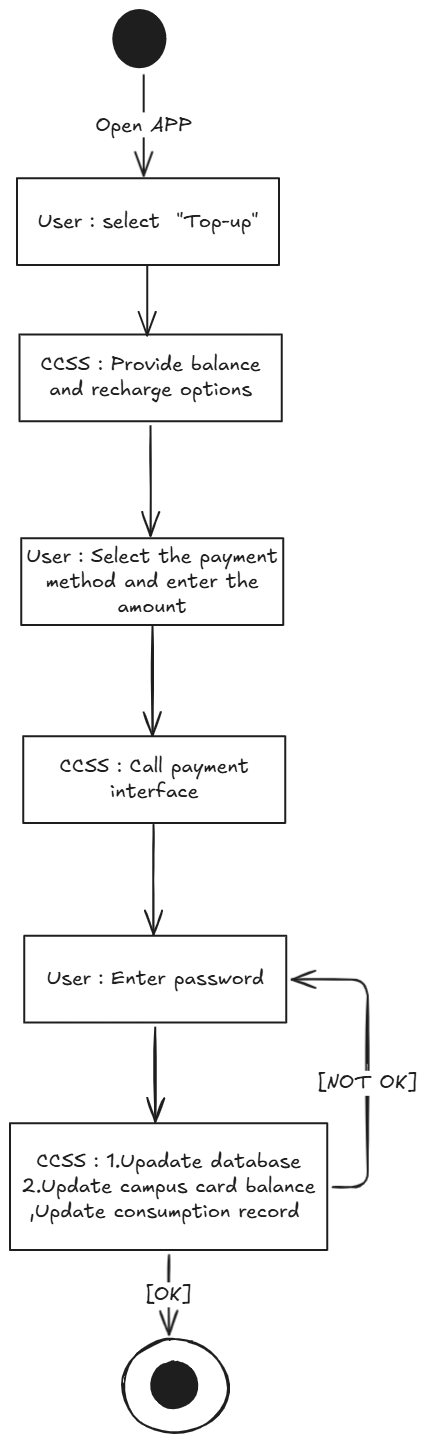 Open APP
User : select "Top-up"
CCSS : Provide balance
and recharge options
User : Select the payment
method and enter the
amount
CCSS : Call payment
interface
User : Enter password
[NOT OK]
CCSS : 1.Upadate database
2.Update campus card balance
,Update consumption record
[OK]